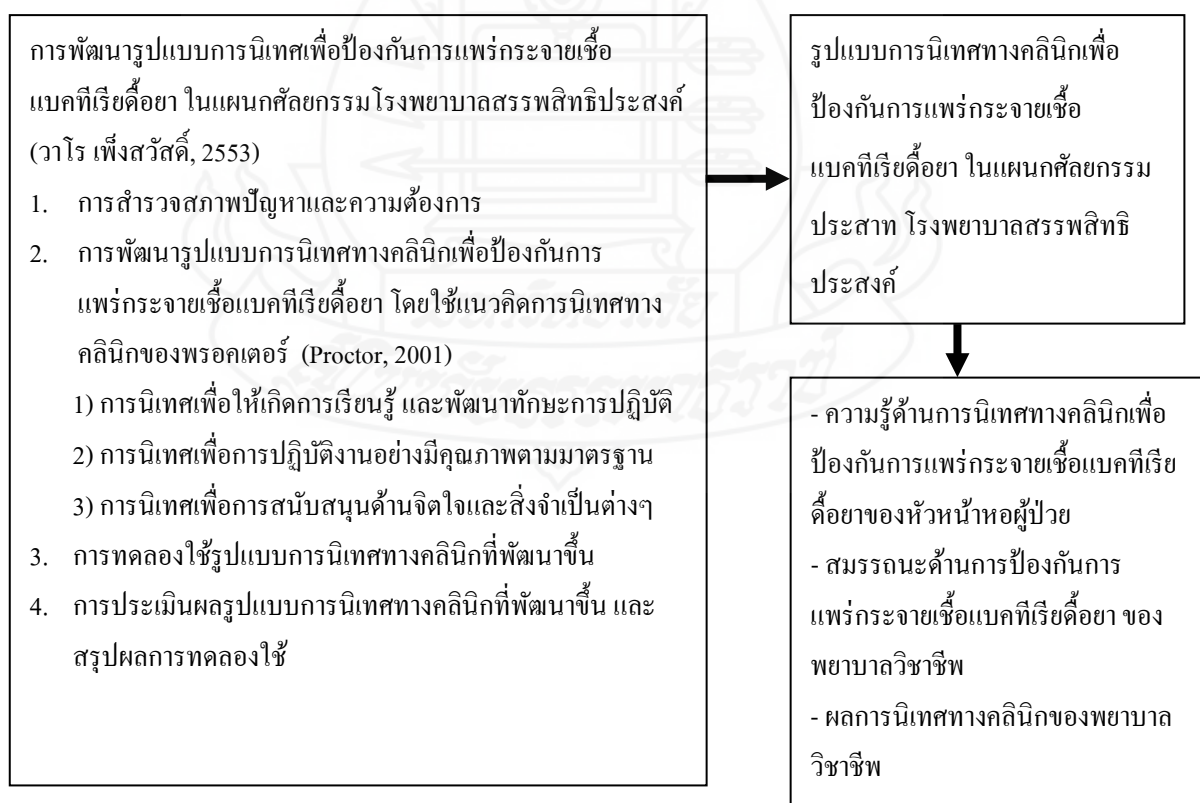 การพัฒนารูปแบบการนิเทศเพื่อป้องกันการแพร่กระจายเชื้อ
แบคทีเรียดื้อยา ในแผนกศัลยกรรมโรงพยาบาลสรรพสิทธิประสงค์
(วาโร เพ็งสวัสดิ์, 2553)
1. การสำรวจสภาพปัญหาและความต้องการ
2. การพัฒนารูปแบบการนิเทศทางคลินิกเพื่อป้องกันการ
แพร่กระจายเชื้อแบคทีเรียดื้อยา โดยใช้แนวคิดการนิเทศทาง
คลินิกของพรอคเตอร์ (Proctor, 2001)
1) การนิเทศเพื่อให้เกิดการเรียนรู้ และพัฒนาทักษะการปฏิบัติ
2) การนิเทศเพื่อการปฏิบัติงานอย่างมีคุณภาพตามมาตรฐาน
3) การนิเทศเพื่อการสนับสนุนด้านจิตใจและสิ่งจำเป็นต่างๆ
3. การทดลองใช้รูปแบบการนิเทศทางคลินิกที่พัฒนาขึ้น
4. การประเมินผลรูปแบบการนิเทศทางคลินิกที่พัฒนาขึ้น และ
สรุปผลการทดลองใช้
รูปแบบการนิเทศทางคลินิกเพื่อ
ป้องกันการแพร่กระจายเชื้อ
แบคทีเรียดื้อยา ในแผนกศัลยกรรม
ประสาท โรงพยาบาลสรรพสิทธิ
ประสงค์
- ความรู้ด้านการนิเทศทางคลินิกเพื่อ
ป้องกันการแพร่กระจายเชื้อแบคทีเรีย
ดื้อยาของหัวหน้าหอผู้ป่วย
- สมรรถนะด้านการป้องกันการ
แพร่กระจายเชื้อแบคทีเรียดื้อยา ของ
พยาบาลวิชาชีพ
- ผลการนิเทศทางคลินิกของพยาบาล
วิชาชีพ